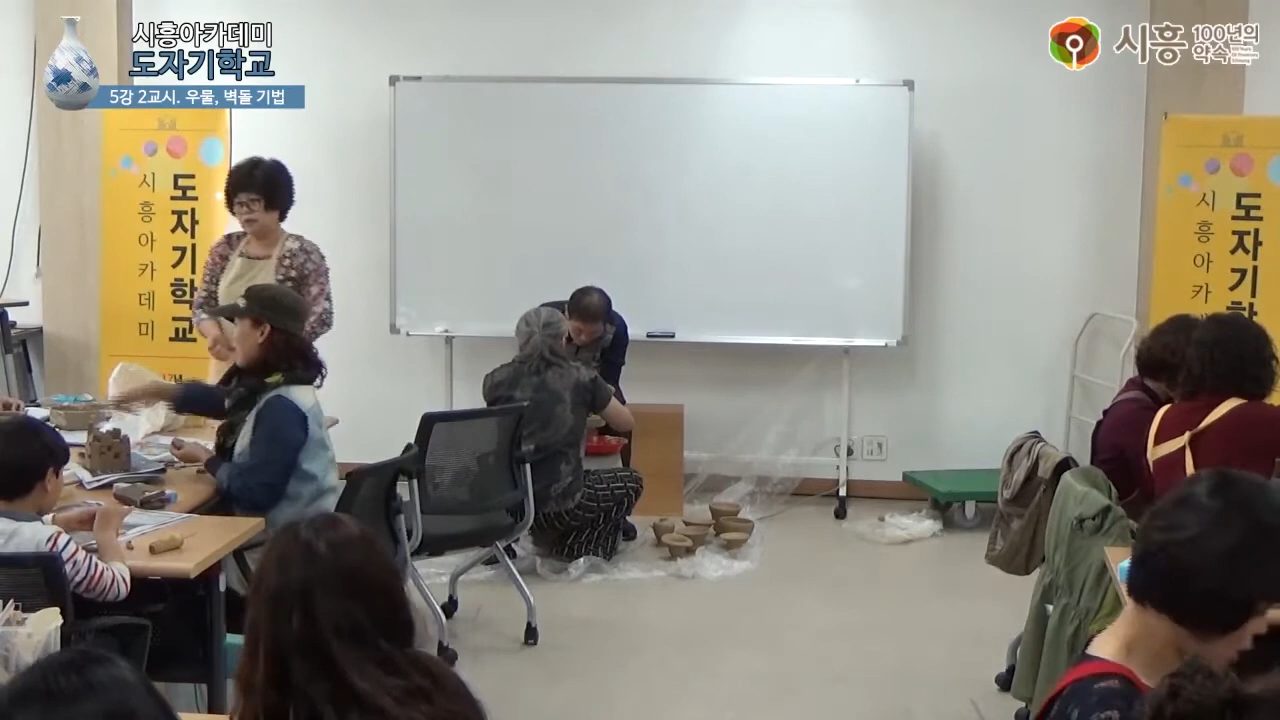 시흥아카데미
도자기학교
5강 2교시. 우물, 벽돌 기법
시흥 100년의
약속
도자기학교
시흥아카데미
도자기학
시흥아카